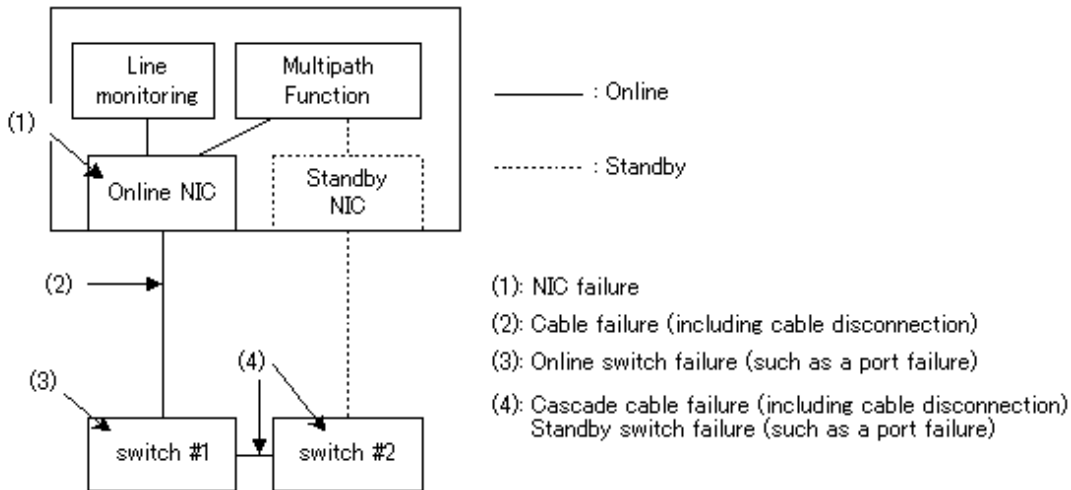 Line
monitoring
Multipath
Function
(1)
Online NIC
Standby
NIC
: Online
: Standby
(2)
(3)
(4)
switch #1
switch #2
(1): NIC failure
(2): Cable failure (including cable disconnection)
(3): Online switch failure (such as a port failure)
(4): Cascade cable failure (including cable disconnection)
Standby switch failure (such as a port failure)